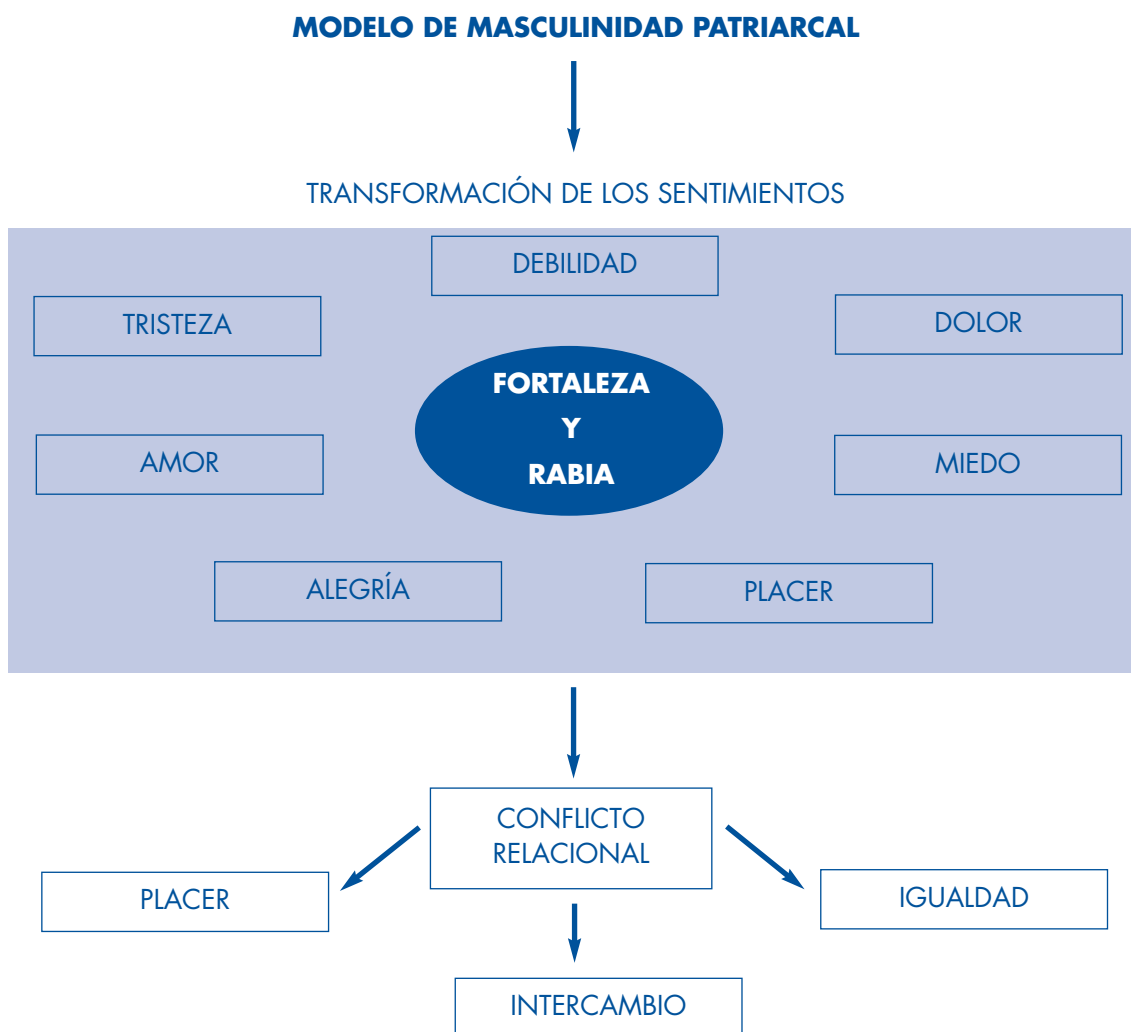 MODELO DE MASCULINIDAD PATRIARCAL
TRANSFORMACIÓN DE LOS SENTIMIENTOS
DEBILIDAD
TRISTEZA
DOLOR
FORTALEZA
Y
RABIA
AMOR
MIEDO
ALEGRÍA
PLACER
CONFLICTO
RELACIONAL
PLACER
IGUALDAD
INTERCAMBIO